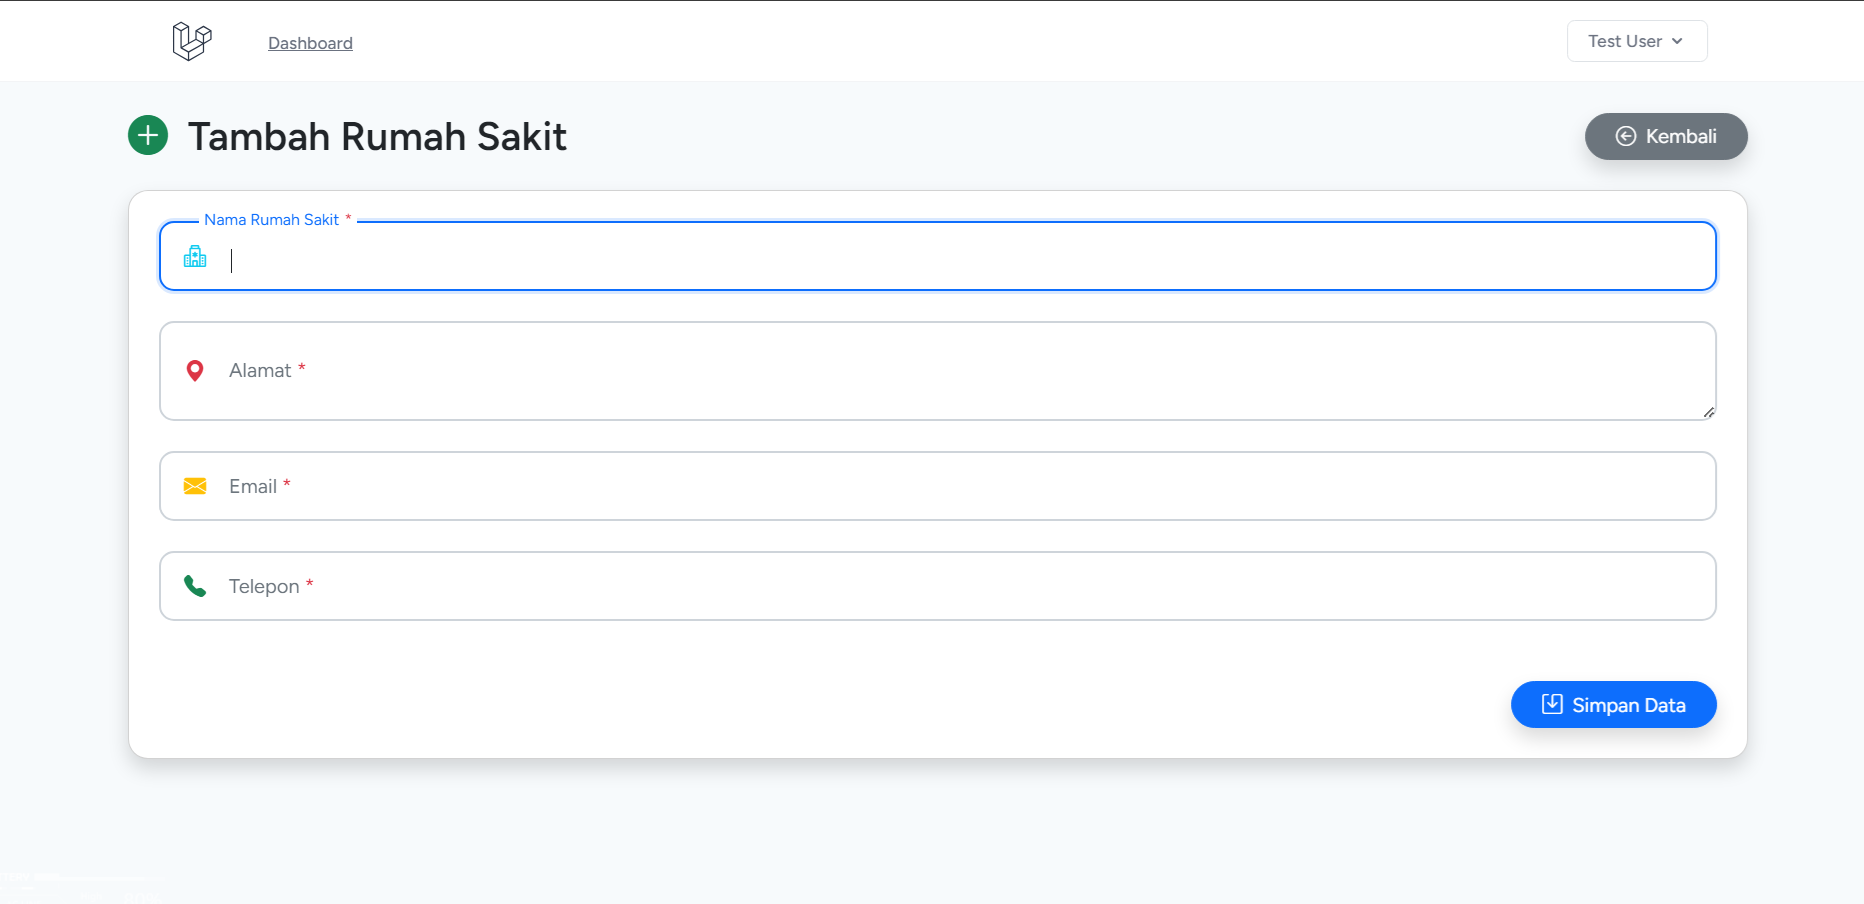 Dashboard
Test User
Tambah Rumah Sakit
Kembali
Nama Rumah Sakit *
Alamat *
Email *
Telepon *
Simpan Data